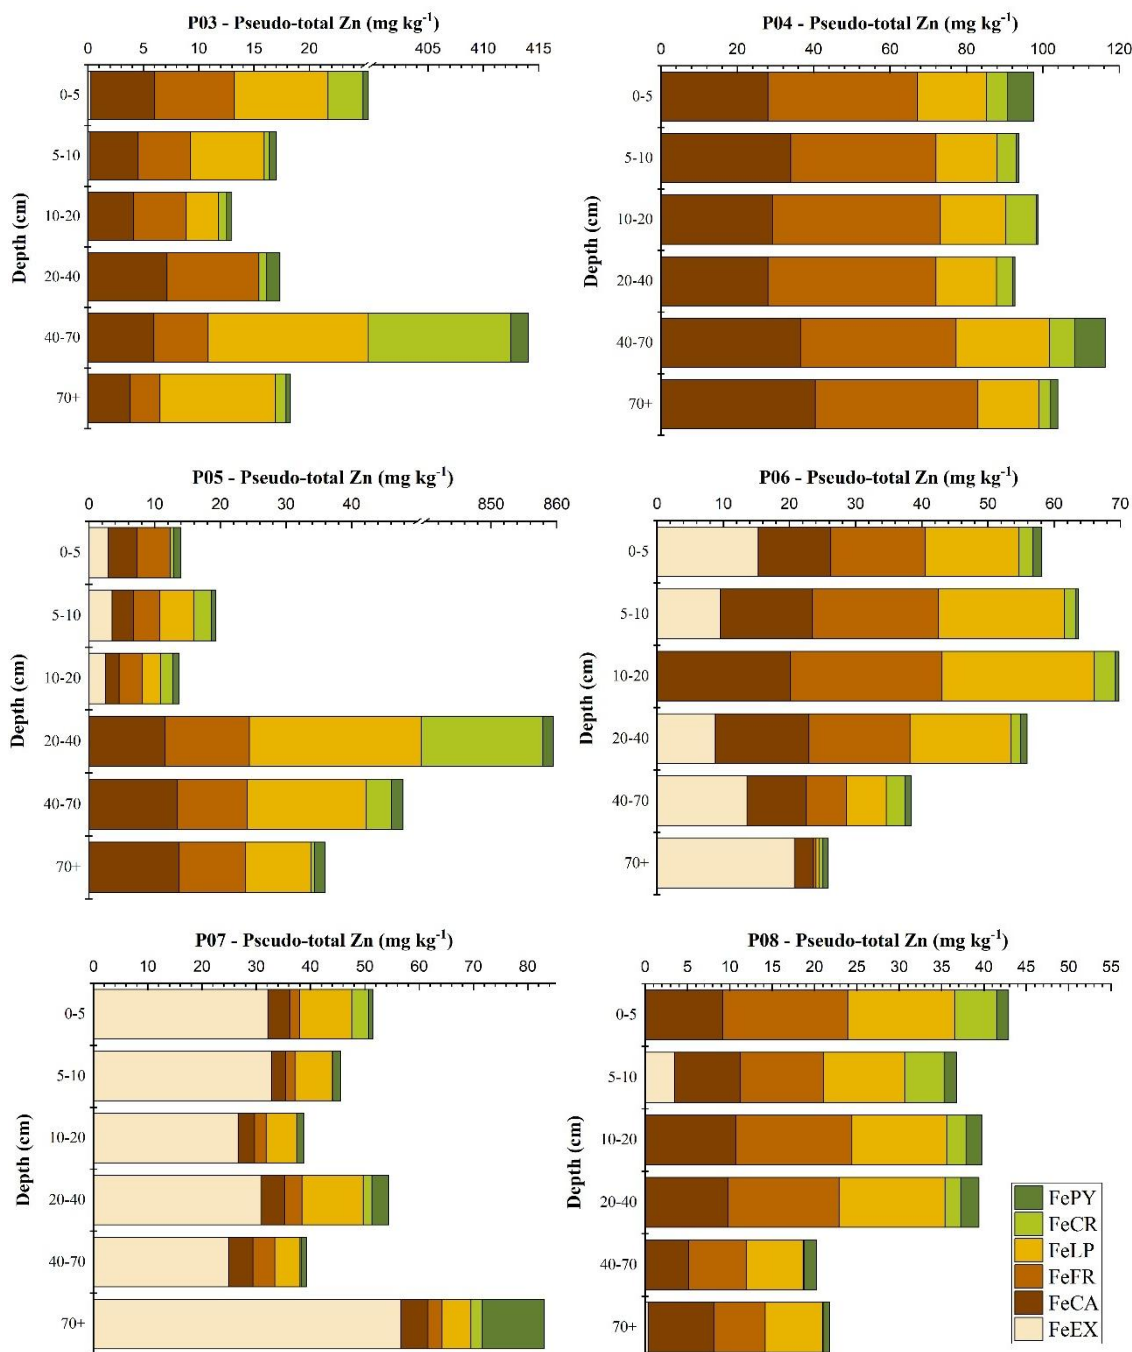 P03 - Pseudo-total Zn (mg kg⁻¹)
0 5 10 15 20 405 410 415
Depth (cm)
0-5
5-10
10-20
20-40
40-70
70+
P04 - Pseudo-total Zn (mg kg⁻¹)
0 20 40 60 80 100 120
Depth (cm)
0-5
5-10
10-20
20-40
40-70
70+
P05 - Pseudo-total Zn (mg kg⁻¹)
0 10 20 30 40 850 860
Depth (cm)
0-5
5-10
10-20
20-40
40-70
70+
P06 - Pseudo-total Zn (mg kg⁻¹)
0 10 20 30 40 50 60 70
Depth (cm)
0-5
5-10
10-20
20-40
40-70
70+
P07 - Pseudo-total Zn (mg kg⁻¹)
0 10 20 30 40 50 60 70 80
Depth (cm)
0-5
5-10
10-20
20-40
40-70
70+
P08 - Pseudo-total Zn (mg kg⁻¹)
0 5 10 15 20 25 30 35 40 45 50 55
Depth (cm)
0-5
5-10
10-20
20-40
40-70
70+
FePY
FeCR
FeLP
FeFR
FeCA
FeEX